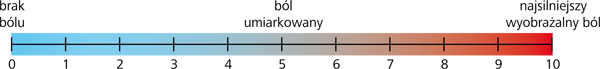 brak
bólu
ból
umiarkowany
najsilniejszy
wyobrażalny ból
0 1 2 3 4 5 6 7 8 9 10